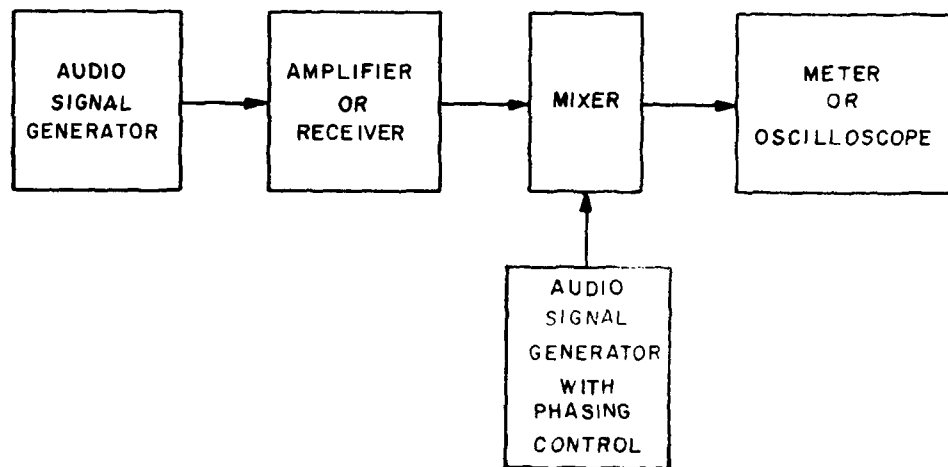 AUDIO
SIGNAL
GENERATOR
AMPLIFIER
OR
RECEIVER
MIXER
METER
OR
OSCILLOSCOPE
AUDIO
SIGNAL
GENERATOR
WITH
PHASING
CONTROL